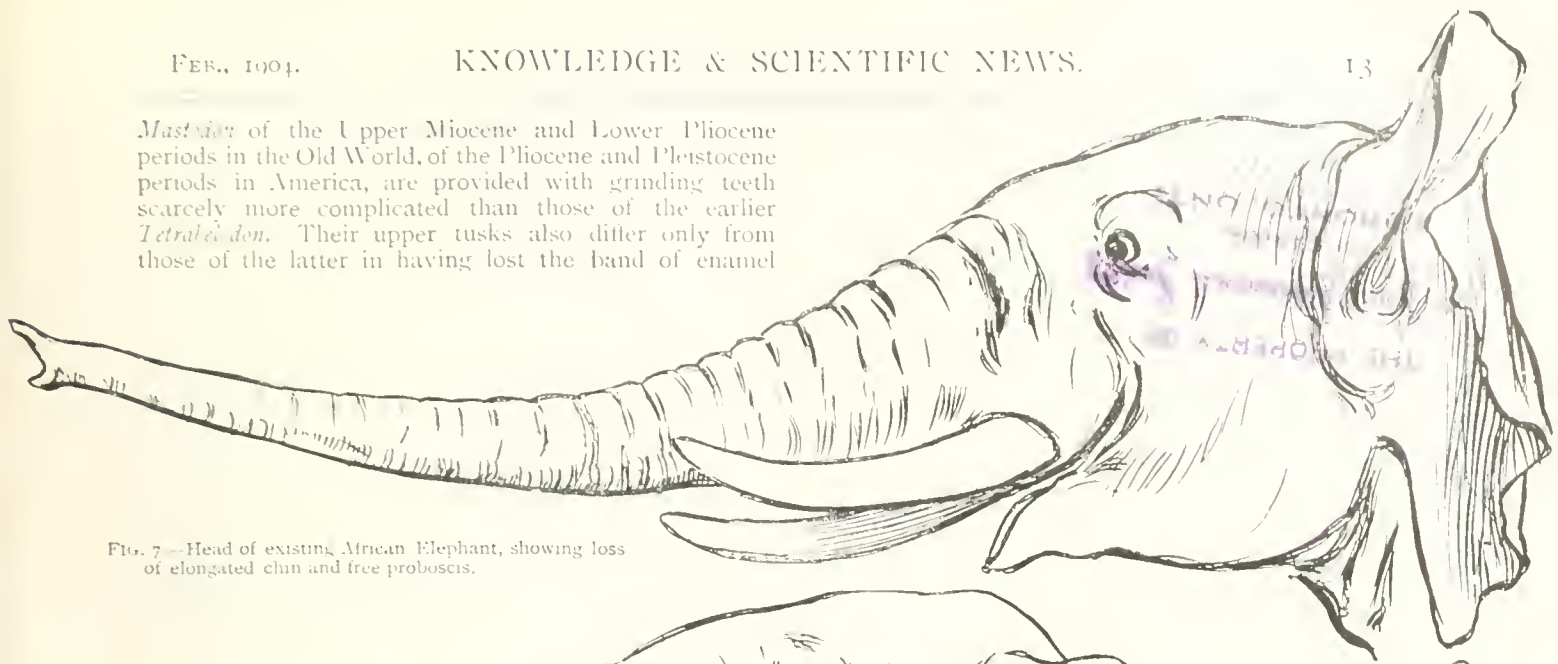 FEB., 1904. KNOWLEDGE & SCIENTIFIC NEWS. 13
Mastodon of the Upper Miocene and Lower Pliocene
periods in the Old World, of the Pliocene and Pleistocene
periods in America, are provided with grinding teeth
scarcely more complicated than those of the earlier
Tetrabelodon. Their upper tusks also differ only from
those of the latter in having lost the band of enamel
FIG. 7 —Head of existing African Elephant, showing loss
of elongated chin and free proboscis.
THE PROPERTY OF